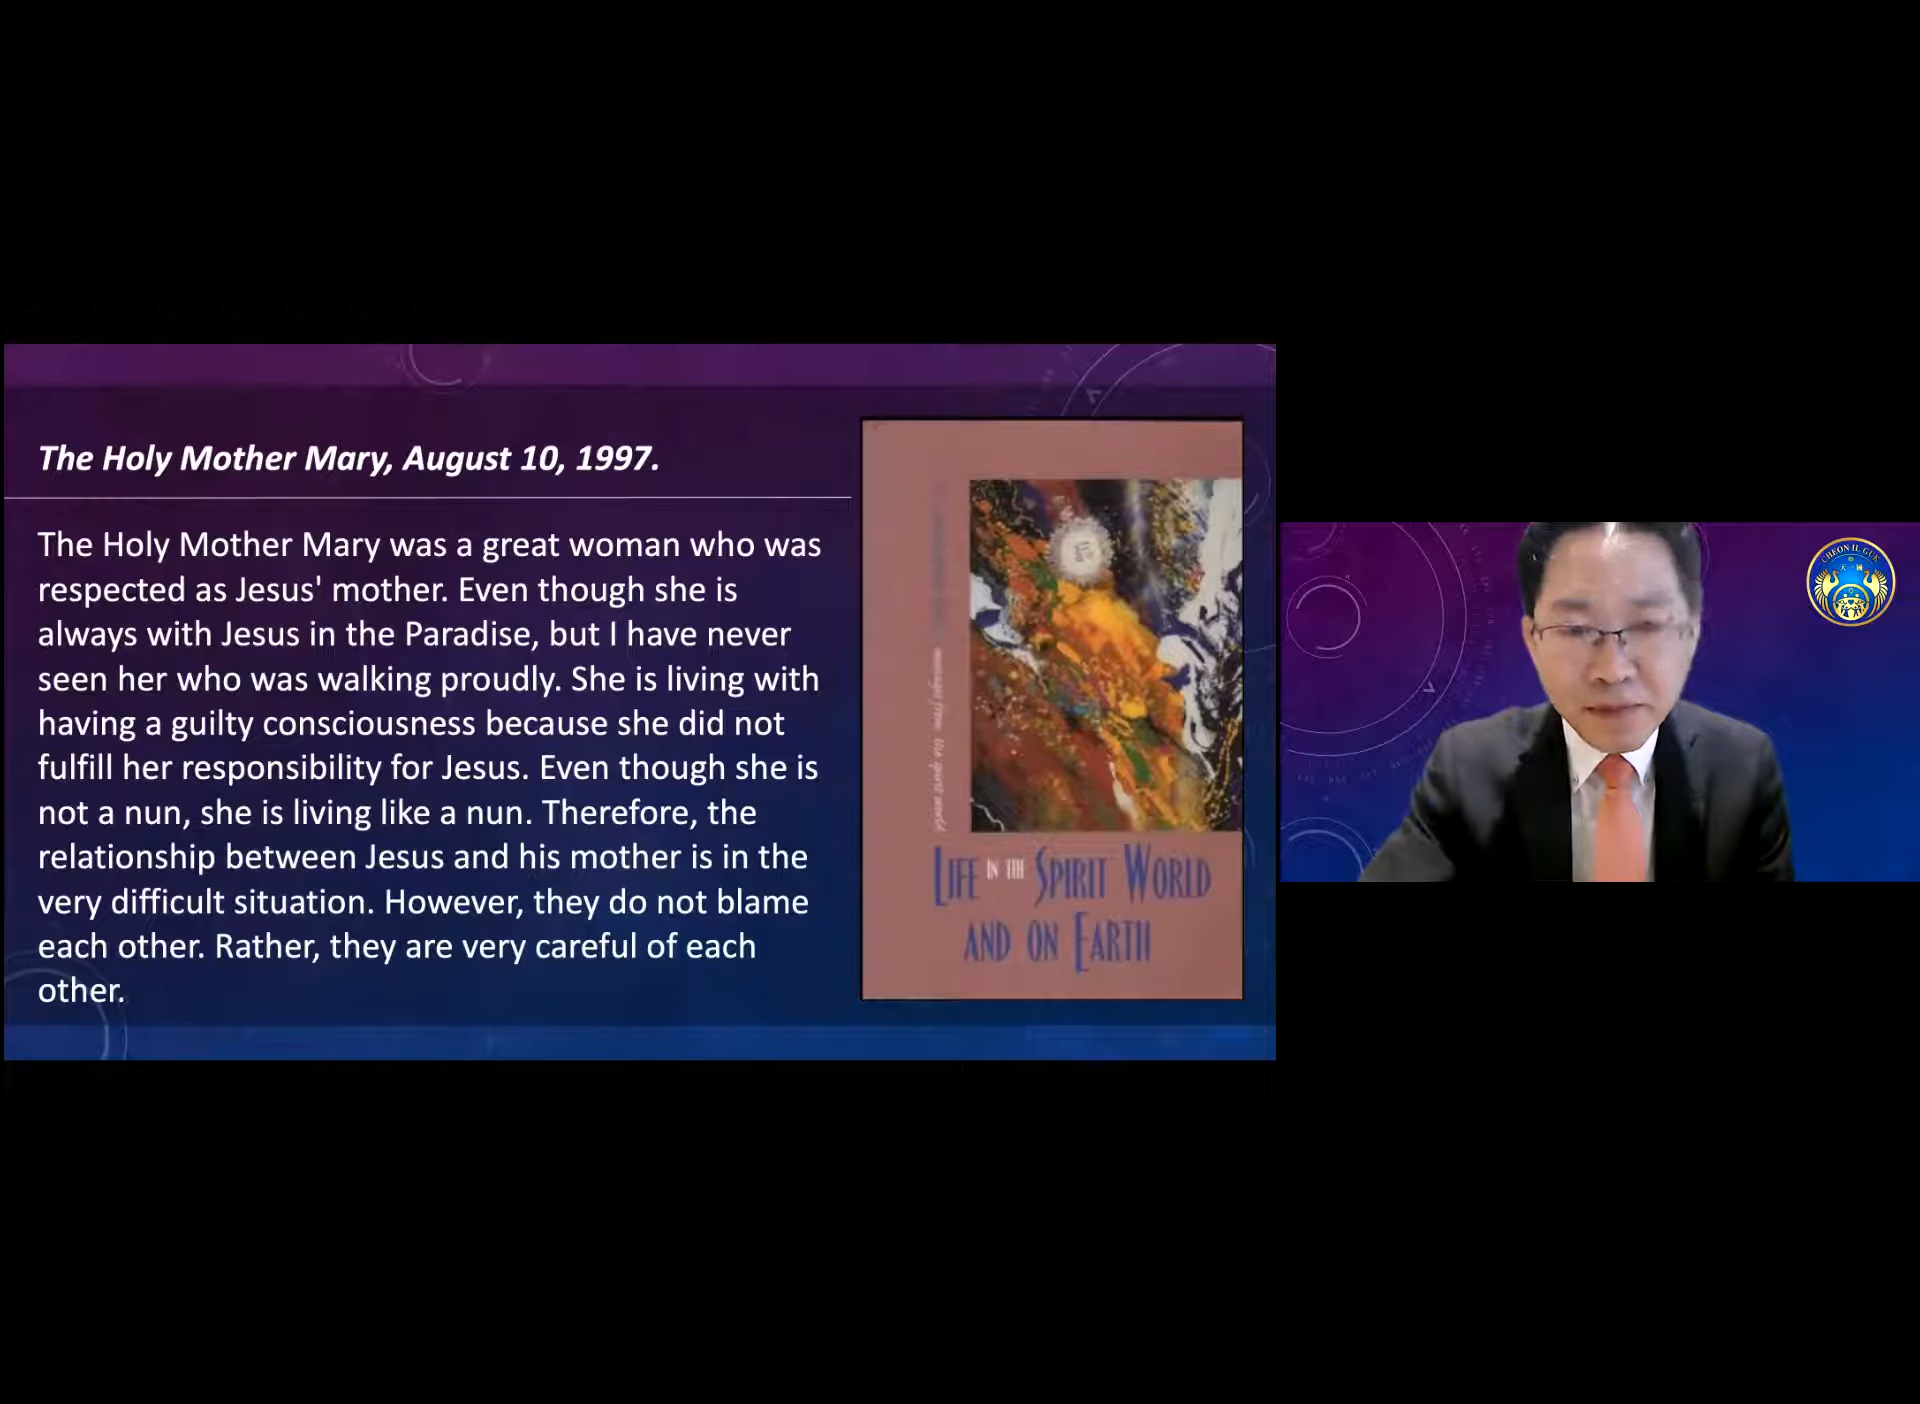 The Holy Mother Mary, August 10, 1997.
The Holy Mother Mary was a great woman who was
respected as Jesus' mother. Even though she is
always with Jesus in the Paradise, but I have never
seen her who was walking proudly. She is living with
having a guilty consciousness because she did not
fulfill her responsibility for Jesus. Even though she is
not a nun, she is living like a nun. Therefore, the
relationship between Jesus and his mother is in the
very difficult situation. However, they do not blame
each other. Rather, they are very careful of each
other.
LIFE IN THE SPIRIT WORLD
AND ON EARTH
CHEON IL GUK